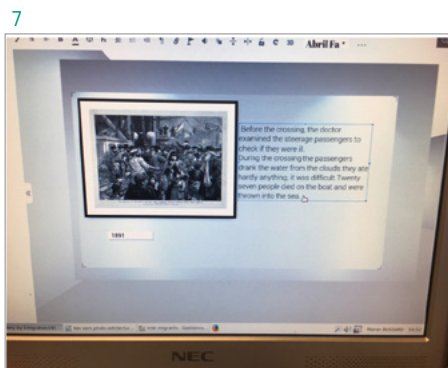 7
Abril Fa
Before the crossing, the doctor
examined the steerage passengers to
check if they were ill.
During the crossing the passengers
drank the water from the clouds they ate
hardly anything, it was difficult. Twenty
seven people died on the boat and were
thrown into the sea.
1891
NEC